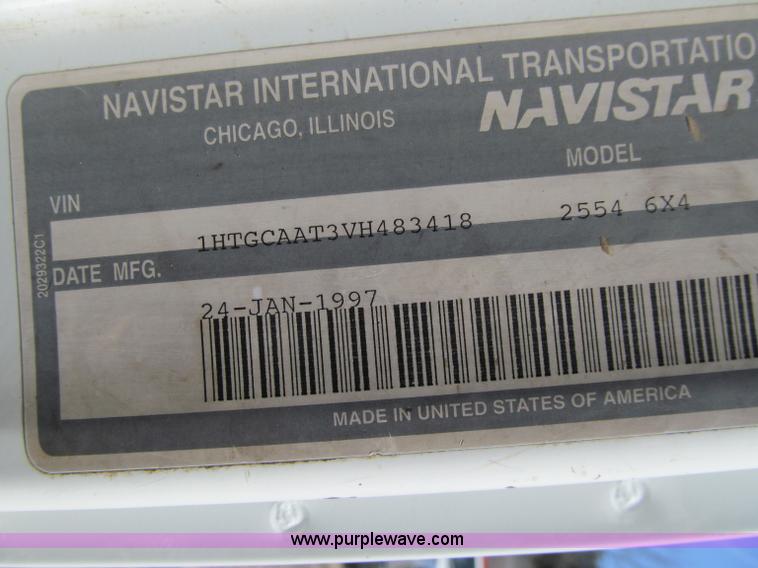 NAVISTAR INTERNATIONAL TRANSPORTATIO
CHICAGO, ILLINOIS
NAVISTAR
MODEL
VIN
1HTGCAAT3VH483418 2554 6X4
DATE MFG.
24-JAN-1997
2029322C1
MADE IN UNITED STATES OF AMERICA
www.purplewave.com